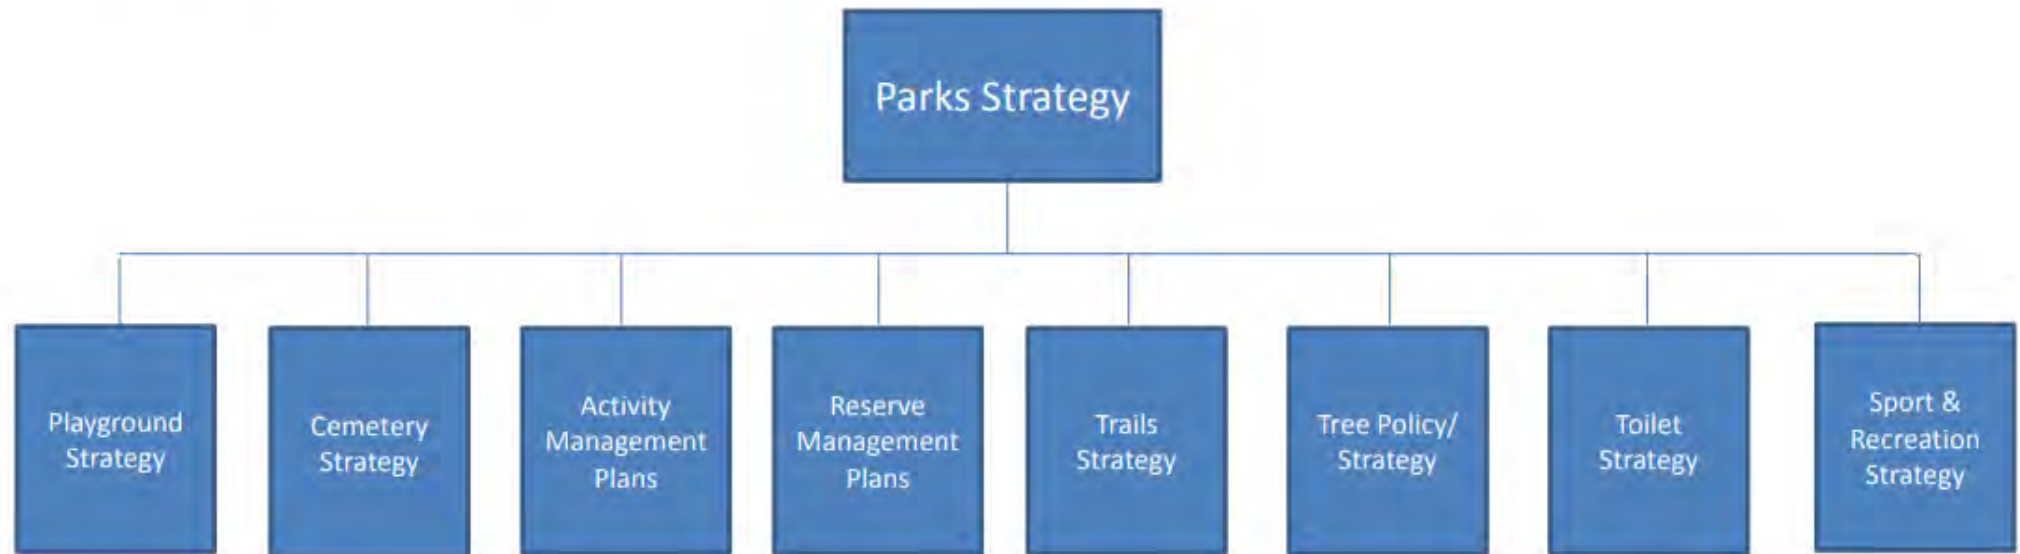 Parks Strategy
Playground
Strategy
Cemetery
Strategy
Activity
Management
Plans
Reserve
Management
Plans
Trails
Strategy
Tree Policy/
Strategy
Toilet
Strategy
Sport &
Recreation
Strategy